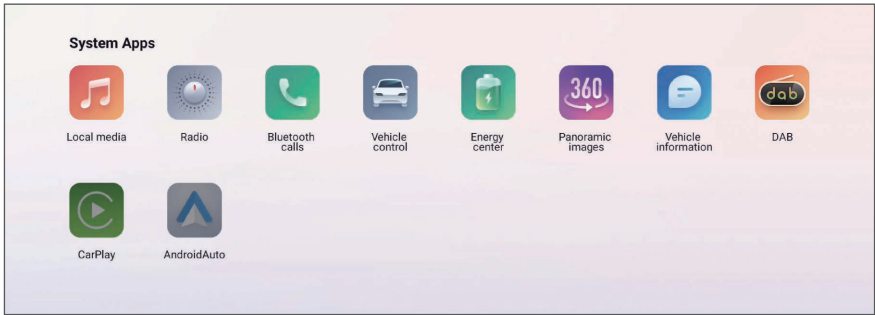 System Apps
360
dab
Local media
Radio
Bluetooth
calls
Vehicle
control
Energy
center
Panoramic
images
Vehicle
information
DAB
CarPlay
AndroidAuto